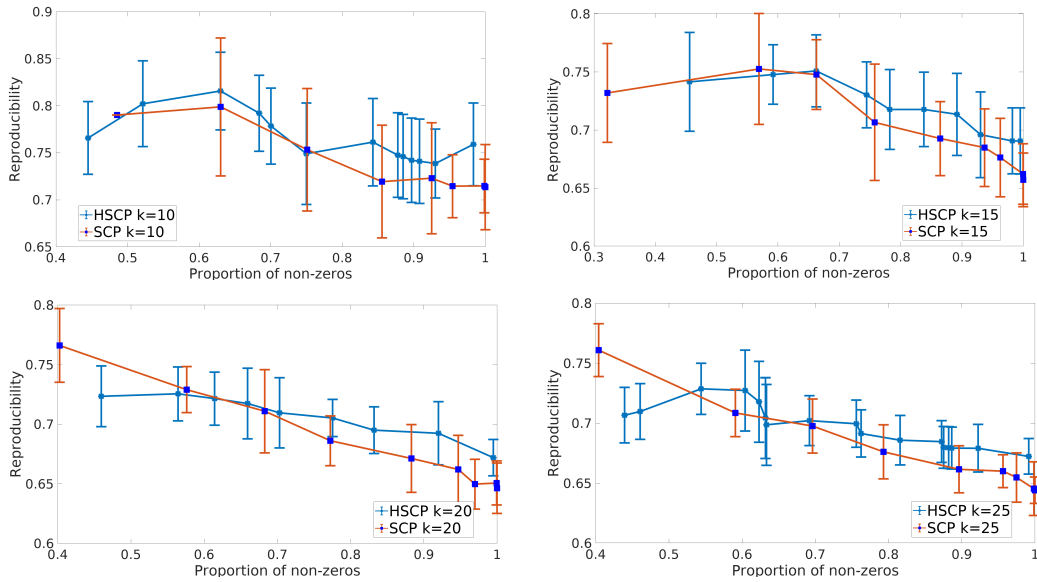 0.9
0.85
0.8
0.75
0.7
0.65
Reproducibility
HSCP k=10
SCP k=10
0.4 0.5 0.6 0.7 0.8 0.9 1
Proportion of non-zeros
0.8
0.75
0.7
0.65
0.6
Reproducibility
HSCP k=15
SCP k=15
0.3 0.4 0.5 0.6 0.7 0.8 0.9 1
Proportion of non-zeros
0.8
0.75
0.7
0.65
0.6
Reproducibility
HSCP k=20
SCP k=20
0.4 0.5 0.6 0.7 0.8 0.9 1
Proportion of non-zeros
0.8
0.75
0.7
0.65
0.6
Reproducibility
HSCP k=25
SCP k=25
0.4 0.5 0.6 0.7 0.8 0.9 1
Proportion of non-zeros